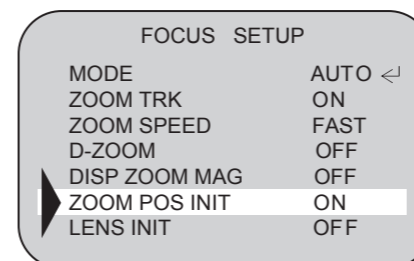 FOCUS SETUP
MODE AUTO ↵
ZOOM TRK ON
ZOOM SPEED FAST
D-ZOOM OFF
DISP ZOOM MAG OFF
ZOOM POS INIT ON
LENS INIT OFF